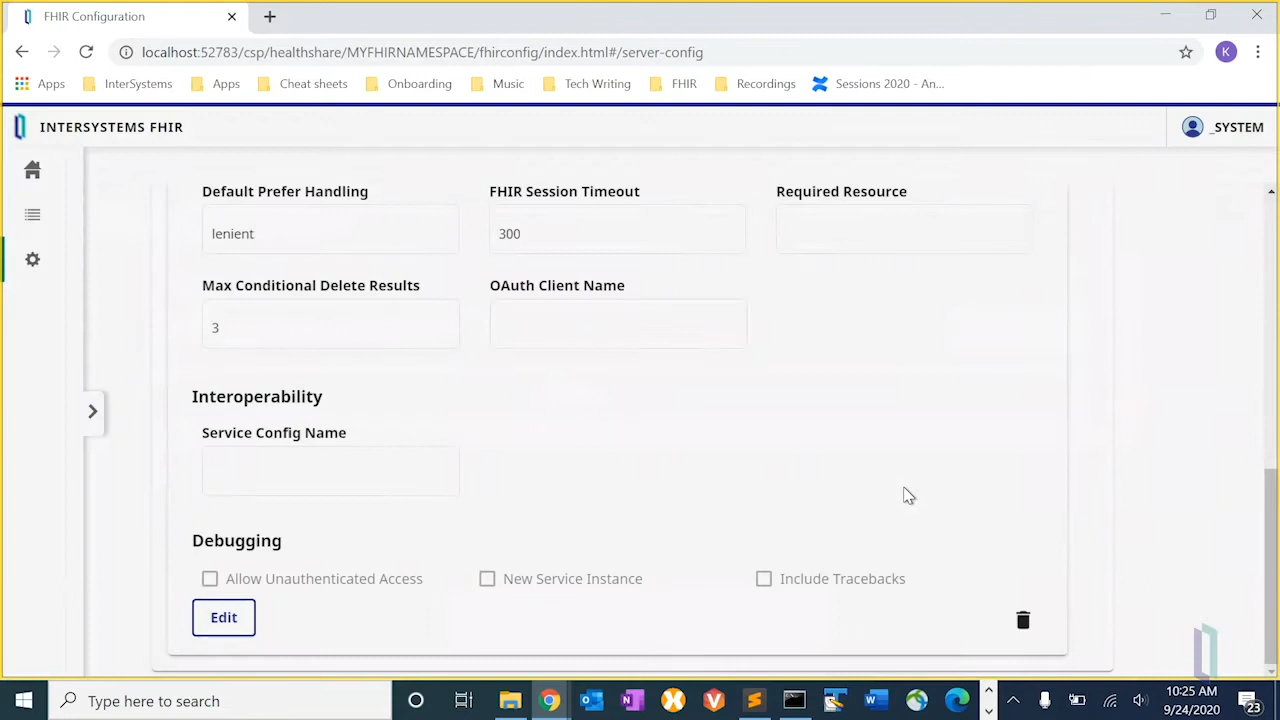 FHIR Configuration
localhost:52783/csp/healthshare/MYFHIRNAMESPACE/fhirconfig/index.html#/server-config
K
Apps InterSystems Apps Cheat sheets Onboarding Music Tech Writing FHIR Recordings Sessions 2020 - An...
INTERSYSTEMS FHIR
_SYSTEM
Default Prefer Handling FHIR Session Timeout Required Resource
lenient 300
Max Conditional Delete Results OAuth Client Name
3
Interoperability
Service Config Name
Debugging
Allow Unauthenticated Access New Service Instance Include Tracebacks
Edit
Type here to search
10:25 AM
9/24/2020
23